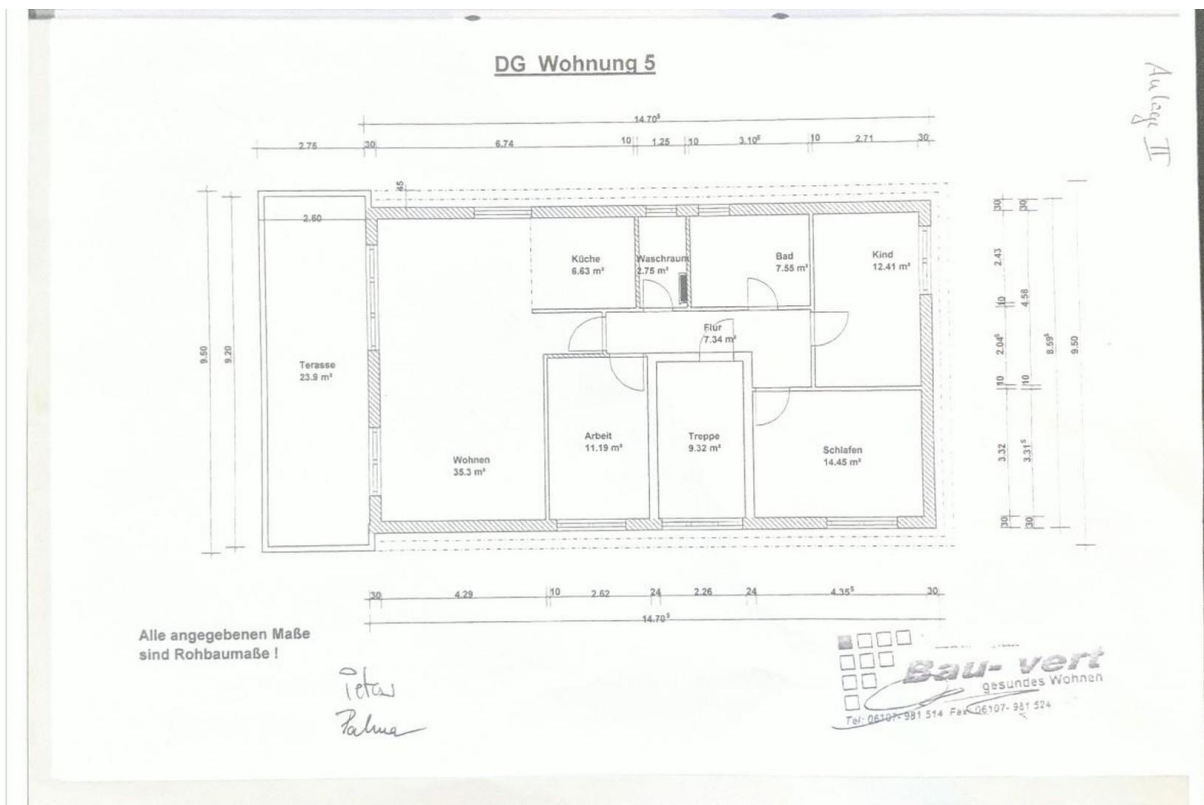 DG Wohnung 5
Anlage II
14.70⁵
2.75 30 6.74 10 1.25 10 3.10⁵ 10 2.71 30
45
2.60
Küche
6.63 m²
Waschraum
2.75 m²
Bad
7.55 m²
Kind
12.41 m²
Flur
7.34 m²
Terasse
23.9 m²
Wohnen
35.3 m²
Arbeit
11.19 m²
Treppe
9.32 m²
Schlafen
14.45 m²
9.60
9.20
30 2.43 10 2.04⁵ 10 3.32 30
30 4.58 10 3.31⁵ 30
8.59⁵
9.50
30 4.29 10 2.62 24 2.26 24 4.35⁵ 30
14.70⁵
Alle angegebenen Maße
sind Rohbaumaße !
Palma
Bau- vert
gesundes Wohnen
Tel: 06107- 981 514 Fax: 06107- 981 524